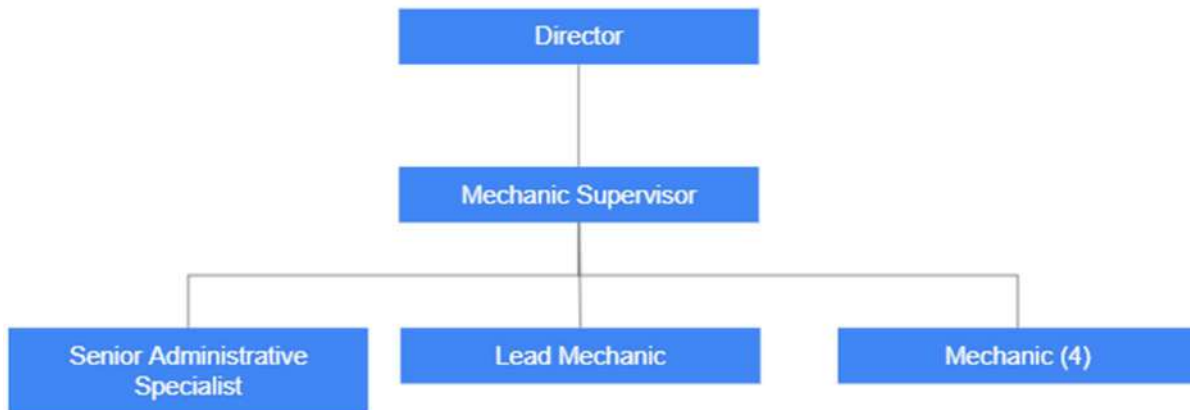 Director
Mechanic Supervisor
Senior Administrative
Specialist
Lead Mechanic
Mechanic (4)